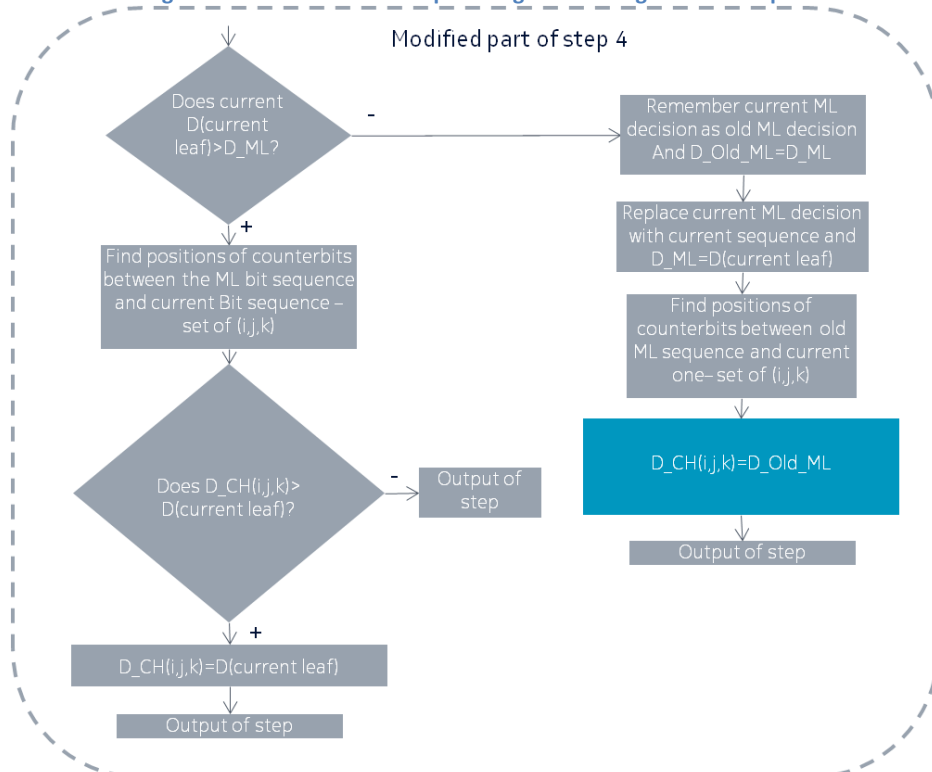 Modified part of step 4
Does current
D(current
leaf)>D_ML?
-
+
Find positions of counterbits
between the ML bit sequence
and current Bit sequence –
set of (i,j,k)
Does D_CH(i,j,k)>
D(current leaf)?
-
Output of
step
+
D_CH(i,j,k)=D(current leaf)
Output of step
Remember current ML
decision as old ML decision
And D_Old_ML=D_ML
Replace current ML decision
with current sequence and
D_ML=D(current leaf)
Find positions of
counterbits between old
ML sequence and current
one– set of (i,j,k)
D_CH(i,j,k)=D_Old_ML
Output of step